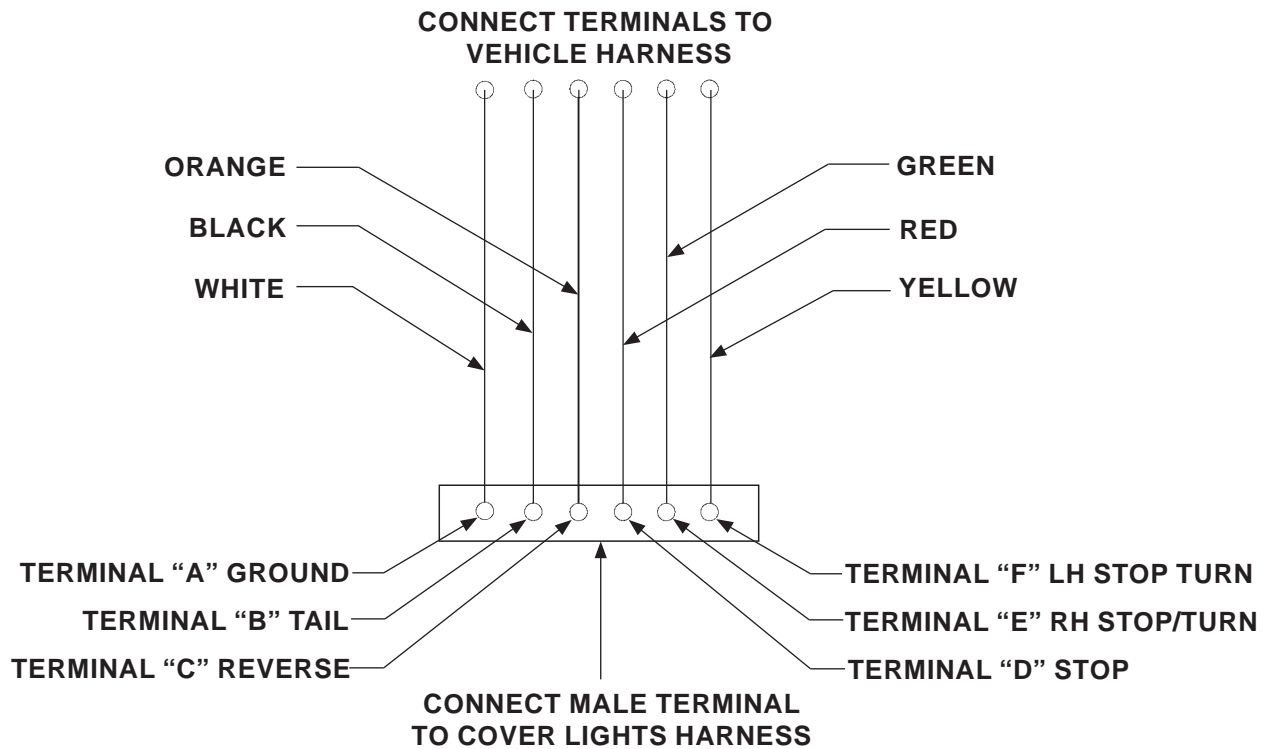 CONNECT TERMINALS TO
VEHICLE HARNESS
ORANGE
GREEN
BLACK
RED
WHITE
YELLOW
TERMINAL “A” GROUND
TERMINAL “F” LH STOP TURN
TERMINAL “B” TAIL
TERMINAL “E” RH STOP/TURN
TERMINAL “C” REVERSE
TERMINAL “D” STOP
CONNECT MALE TERMINAL
TO COVER LIGHTS HARNESS